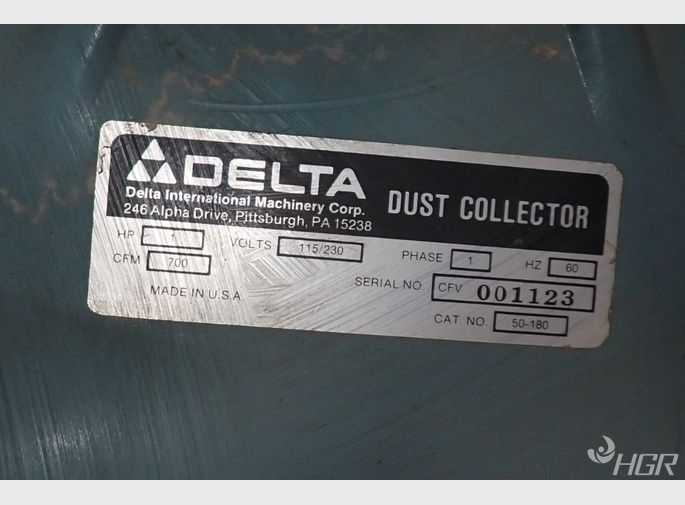 DELTA
Delta International Machinery Corp.
246 Alpha Drive, Pittsburgh, PA 15238
DUST COLLECTOR
HP 1 VOLTS 115/230 PHASE 1 HZ 60
CFM 700 SERIAL NO CFV 001123
MADE IN U.S.A. CAT. NO. 50-180
HGR